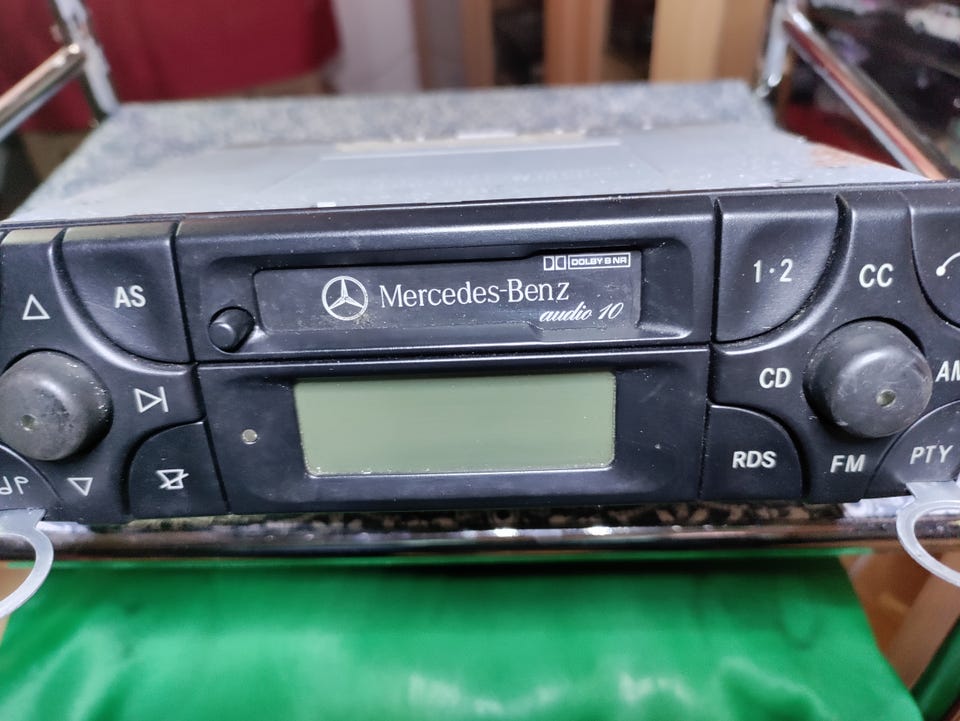 AS
DOLBY B NR
Mercedes-Benz
audio 10
1·2
CC
CD
AM
RDS
FM
PTY